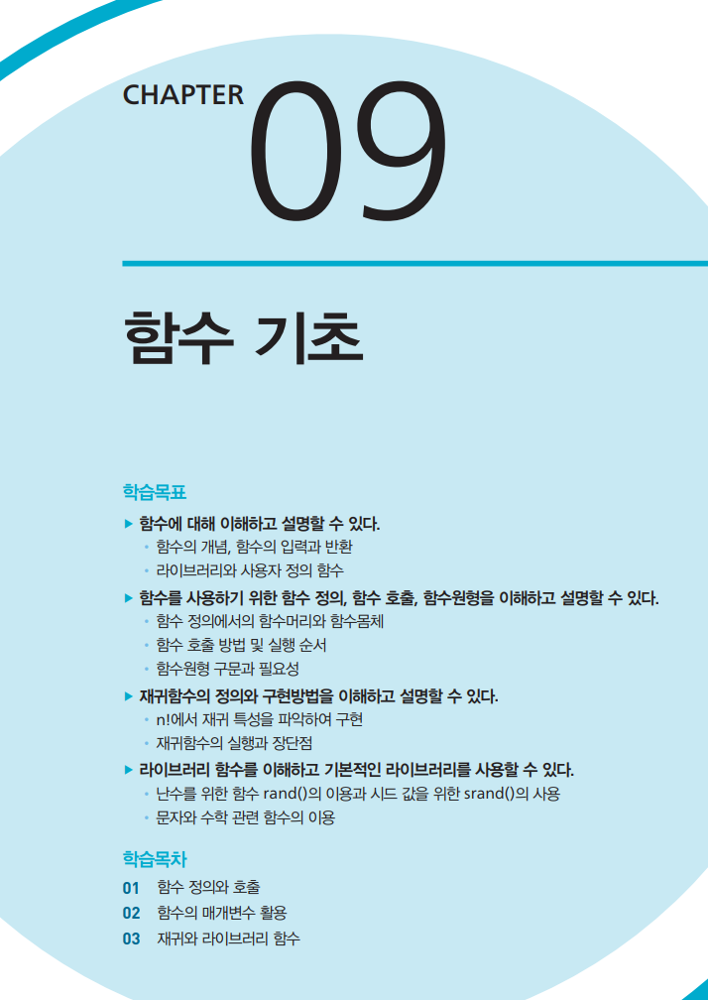 CHAPTER 09
함수 기초
학습목표
▶ 함수에 대해 이해하고 설명할 수 있다.
• 함수의 개념, 함수의 입력과 반환
• 라이브러리와 사용자 정의 함수
▶ 함수를 사용하기 위한 함수 정의, 함수 호출, 함수원형을 이해하고 설명할 수 있다.
• 함수 정의에서의 함수머리와 함수몸체
• 함수 호출 방법 및 실행 순서
• 함수원형 구문과 필요성
▶ 재귀함수의 정의와 구현방법을 이해하고 설명할 수 있다.
• n!에서 재귀 특성을 파악하여 구현
• 재귀함수의 실행과 장단점
▶ 라이브러리 함수를 이해하고 기본적인 라이브러리를 사용할 수 있다.
• 난수를 위한 함수 rand()의 이용과 시드 값을 위한 srand()의 사용
• 문자와 수학 관련 함수의 이용
학습목차
01 함수 정의와 호출
02 함수의 매개변수 활용
03 재귀와 라이브러리 함수